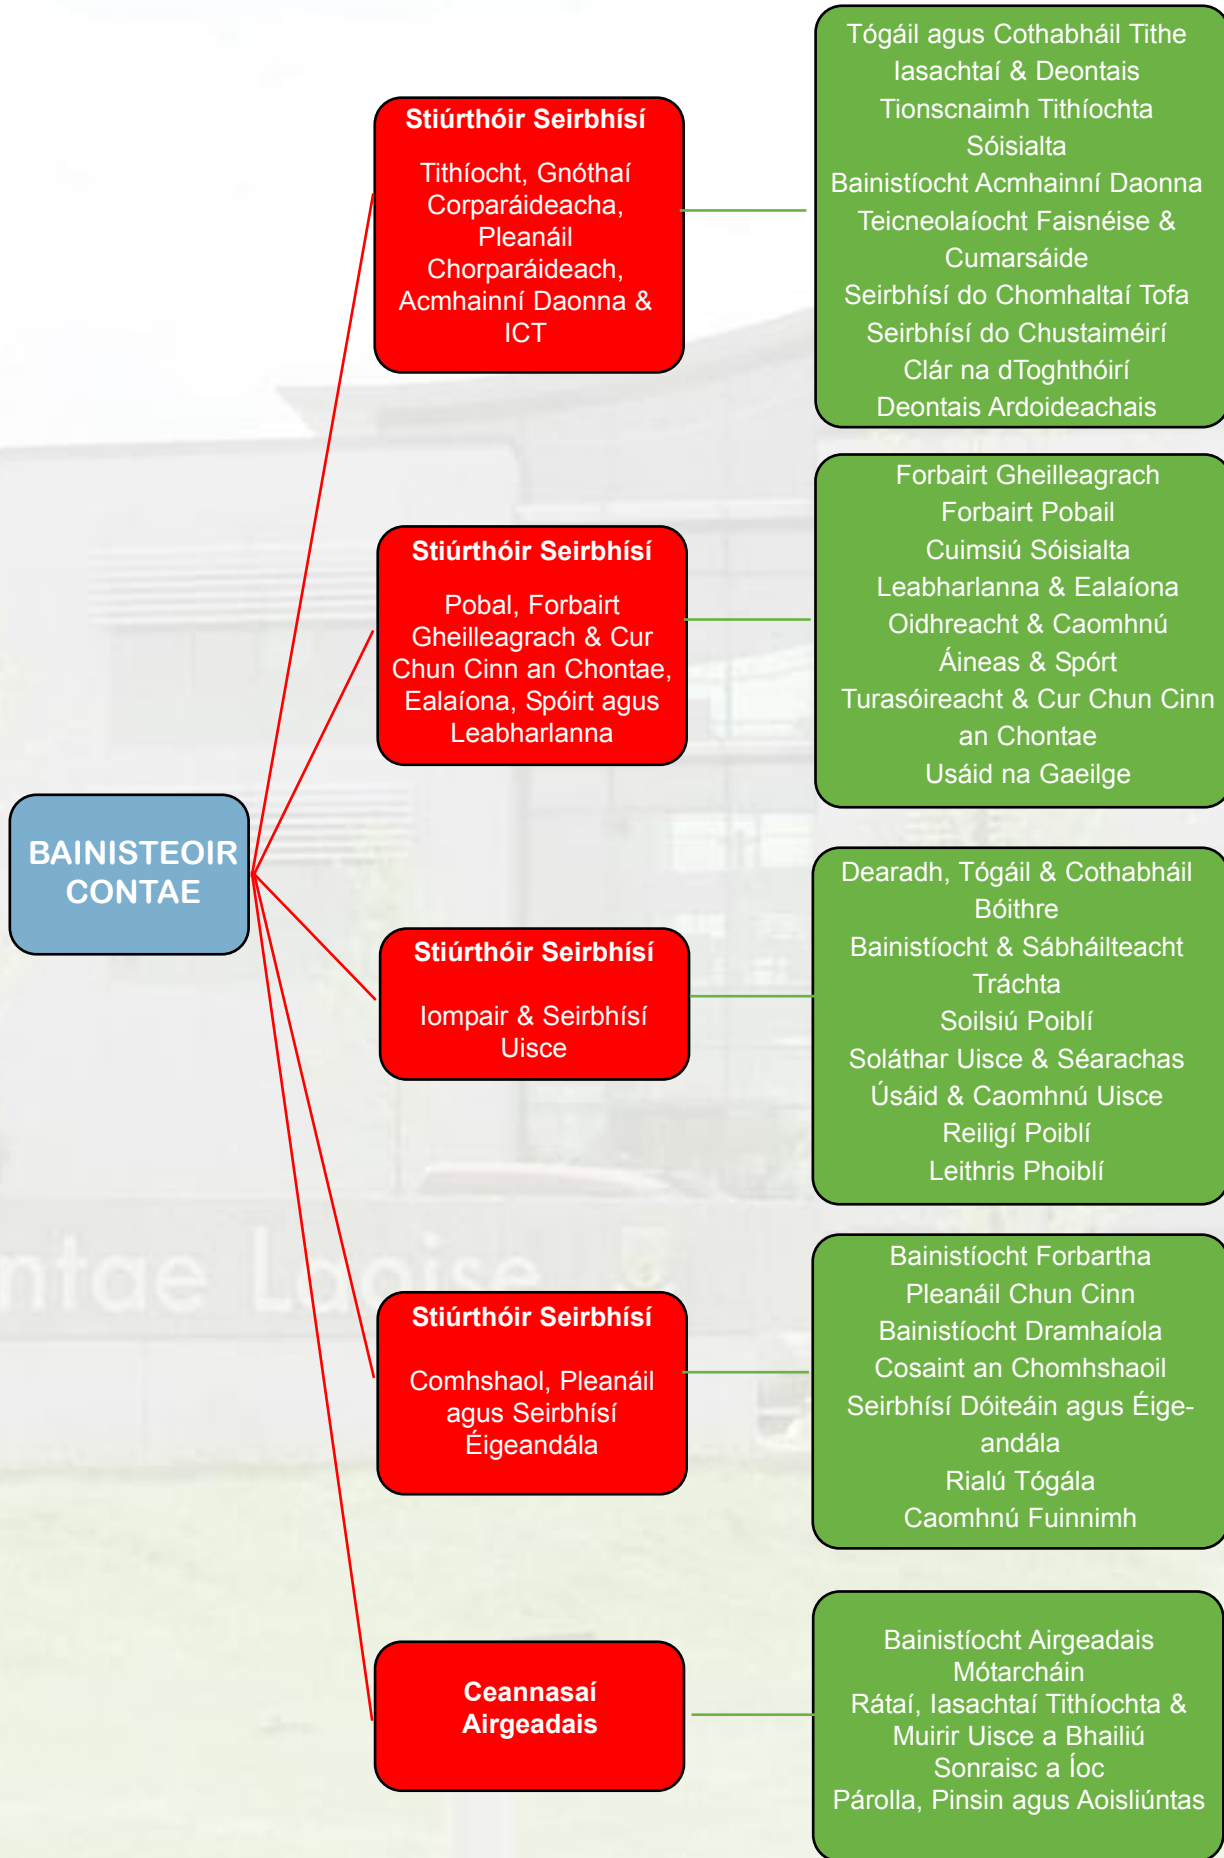 BAINISTEOIR
CONTAE
Stiúrthóir Seirbhísí
Tithíocht, Gnóthaí
Corparáideacha,
Pleanáil
Chorparáideach,
Acmhainní Daonna &
ICT
Tógáil agus Cothabháil Tithe
Iasachtaí & Deontais
Tionscnaimh Tithíochta
Sóisialta
Bainistíocht Acmhainní Daonna
Teicneolaíocht Faisnéise &
Cumarsáide
Seirbhísí do Chomhaltaí Tofa
Seirbhísí do Chustaiméirí
Clár na dToghthóirí
Deontais Ardoideachais
Stiúrthóir Seirbhísí
Pobal, Forbairt
Gheilleagrach & Cur
Chun Cinn an Chontae,
Ealaíona, Spóirt agus
Leabharlanna
Forbairt Gheilleagrach
Forbairt Pobail
Cuimsiú Sóisialta
Leabharlanna & Ealaíona
Oidhreacht & Caomhnú
Áineas & Spórt
Turasóireacht & Cur Chun Cinn
an Chontae
Usáid na Gaeilge
Stiúrthóir Seirbhísí
Iompair & Seirbhísí
Uisce
Dearadh, Tógáil & Cothabháil
Bóithre
Bainistíocht & Sábháilteacht
Tráchta
Soilsiú Poiblí
Soláthar Uisce & Séarachas
Úsáid & Caomhnú Uisce
Reiligí Poiblí
Leithris Phoiblí
Stiúrthóir Seirbhísí
Comhshaol, Pleanáil
agus Seirbhísí
Éigeandála
Bainistíocht Forbartha
Pleanáil Chun Cinn
Bainistíocht Dramhaíola
Cosaint an Chomhshaoil
Seirbhísí Dóiteáin agus Éige-
andála
Rialú Tógála
Caomhnú Fuinnimh
Ceannasaí
Airgeadais
Bainistíocht Airgeadais
Mótarcháin
Rátaí, Iasachtaí Tithíochta &
Muirir Uisce a Bhailiú
Sonraisc a Íoc
Párolla, Pinsin agus Aoisliúntas
ntae Laoise